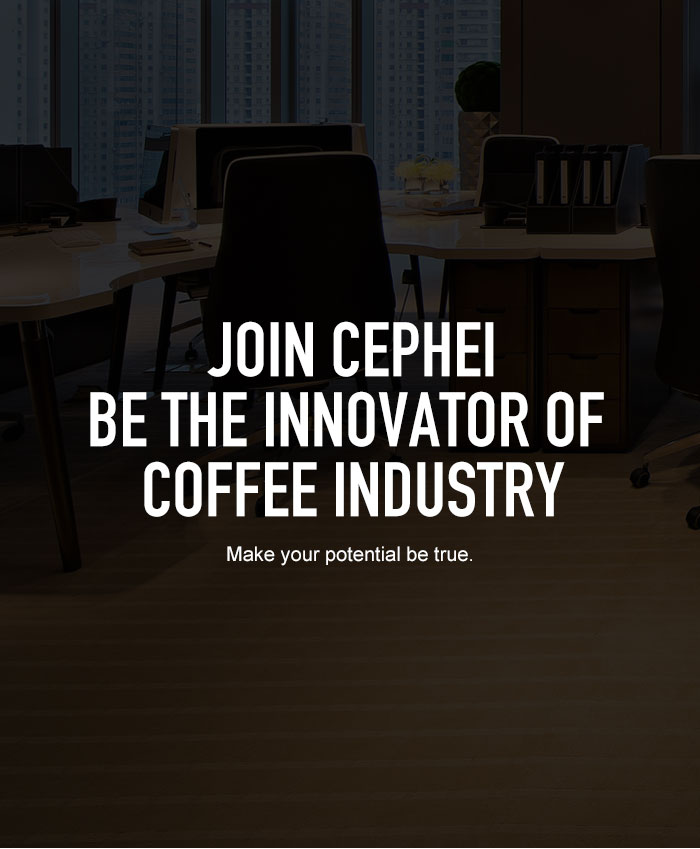 JOIN CEPHEI
BE THE INNOVATOR OF
COFFEE INDUSTRY
Make your potential be true.